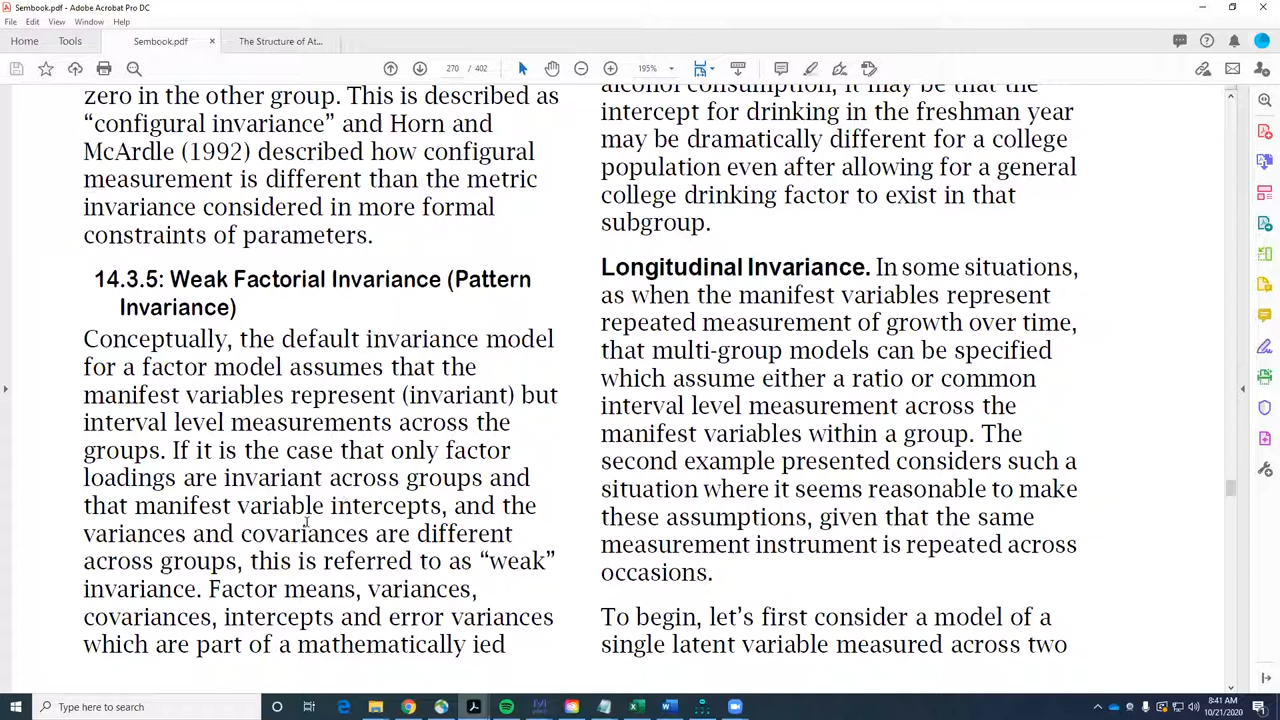 Sembook.pdf - Adobe Acrobat Pro DC
File Edit View Window Help
Home Tools Sembook.pdf × The Structure of At...
270 / 402 195%
zero in the other group. This is described as
“configural invariance” and Horn and
McArdle (1992) described how configural
measurement is different than the metric
invariance considered in more formal
constraints of parameters.
14.3.5: Weak Factorial Invariance (Pattern
Invariance)
Conceptually, the default invariance model
for a factor model assumes that the
manifest variables represent (invariant) but
interval level measurements across the
groups. If it is the case that only factor
loadings are invariant across groups and
that manifest variable intercepts, and the
variances and covariances are different
across groups, this is referred to as “weak”
invariance. Factor means, variances,
covariances, intercepts and error variances
which are part of a mathematically ied
alcohol consumption, it may be that the
intercept for drinking in the freshman year
may be dramatically different for a college
population even after allowing for a general
college drinking factor to exist in that
subgroup.
Longitudinal Invariance. In some situations,
as when the manifest variables represent
repeated measurement of growth over time,
that multi-group models can be specified
which assume either a ratio or common
interval level measurement across the
manifest variables within a group. The
second example presented considers such a
situation where it seems reasonable to make
these assumptions, given that the same
measurement instrument is repeated across
occasions.
To begin, let’s first consider a model of a
single latent variable measured across two
Type here to search
8:41 AM
10/21/2020